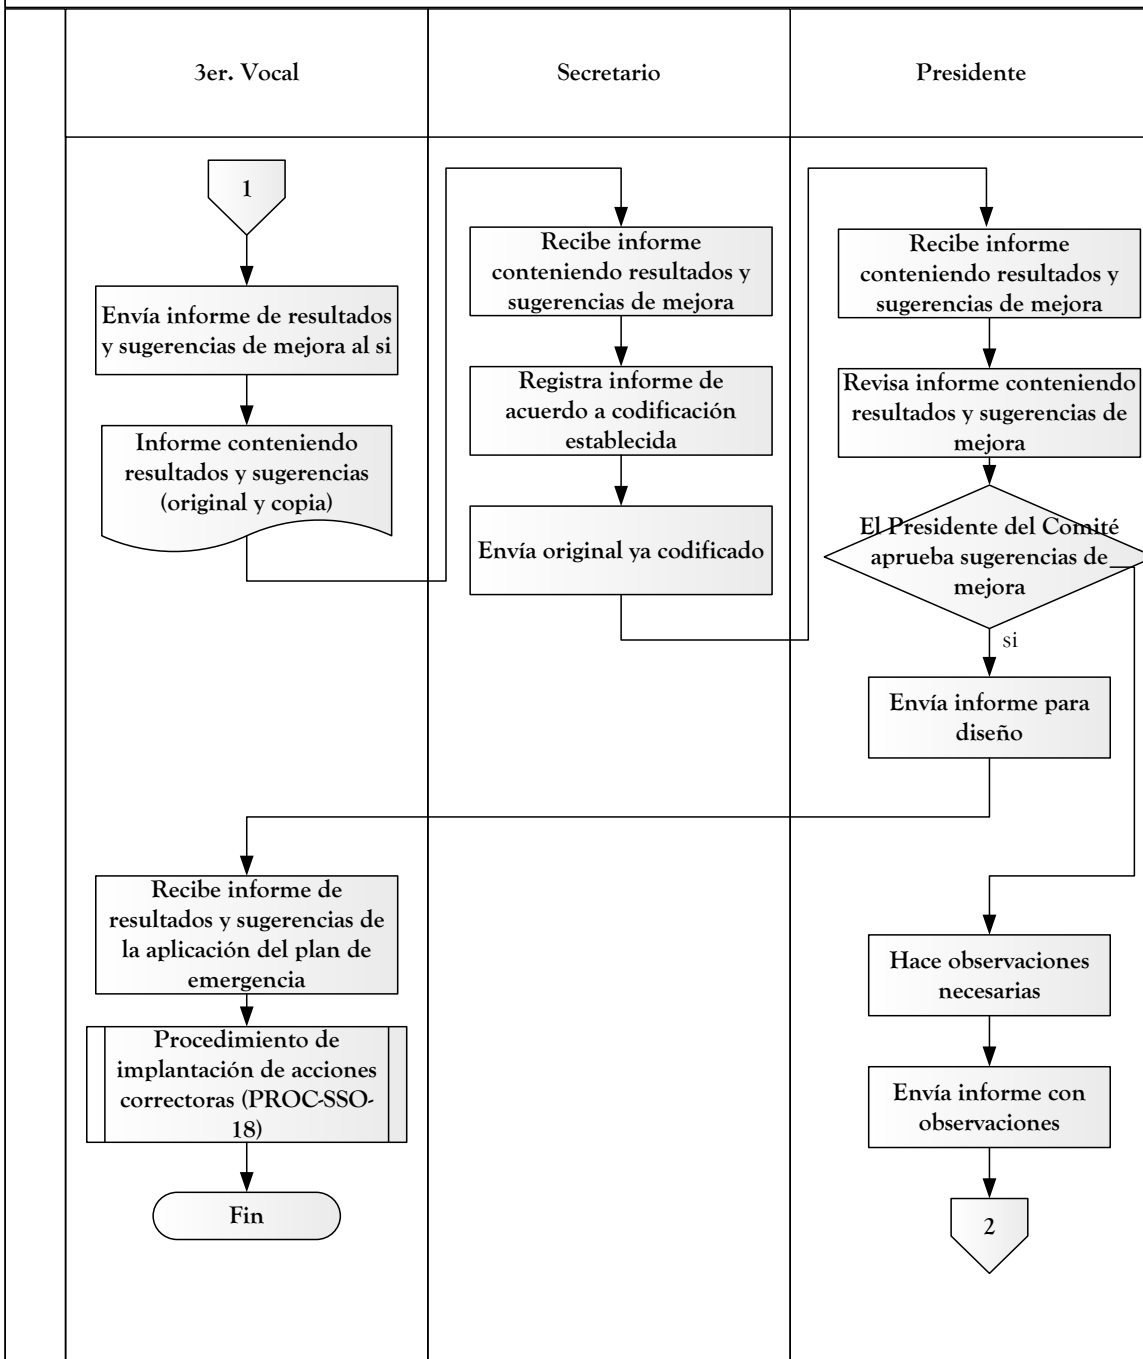 3er. Vocal
Secretario
Presidente
1
Envía informe de resultados
y sugerencias de mejora al si
Informe conteniendo
resultados y sugerencias
(original y copia)
Recibe informe
conteniendo resultados y
sugerencias de mejora
Registra informe de
acuerdo a codificación
establecida
Envía original ya codificado
Recibe informe
conteniendo resultados y
sugerencias de mejora
Revisa informe conteniendo
resultados y sugerencias de
mejora
El Presidente del Comité
aprueba sugerencias de
mejora
si
Envía informe para
diseño
Recibe informe de
resultados y sugerencias de
la aplicación del plan de
emergencia
Procedimiento de
implantación de acciones
correctoras (PROC-SSO-
18)
Fin
Hace observaciones
necesarias
Envía informe con
observaciones
2